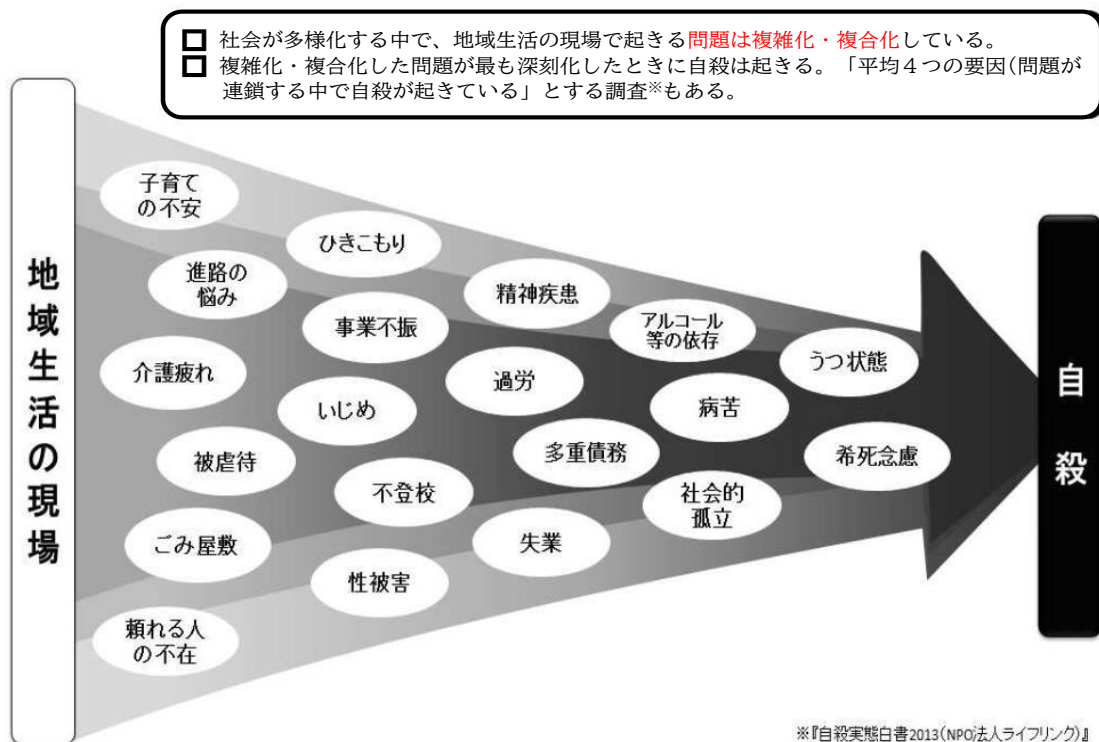 □ 社会が多様化する中で、地域生活の現場で起きる問題は複雑化・複合化している。
□ 複雑化・複合化した問題が最も深刻化したときに自殺は起きる。「平均４つの要因(問題が
連鎖する中で自殺が起きている」とする調査※もある。
地域生活の現場
子育て
の不安
ひきこもり
進路の
悩み
精神疾患
事業不振
アルコール
等の依存
うつ状態
介護疲れ
過労
いじめ
病苦
被虐待
多重債務
希死念慮
不登校
社会的
孤立
ごみ屋敷
失業
性被害
頼れる人
の不在
自殺
※『自殺実態白書2013(NPO法人ライフリンク)』